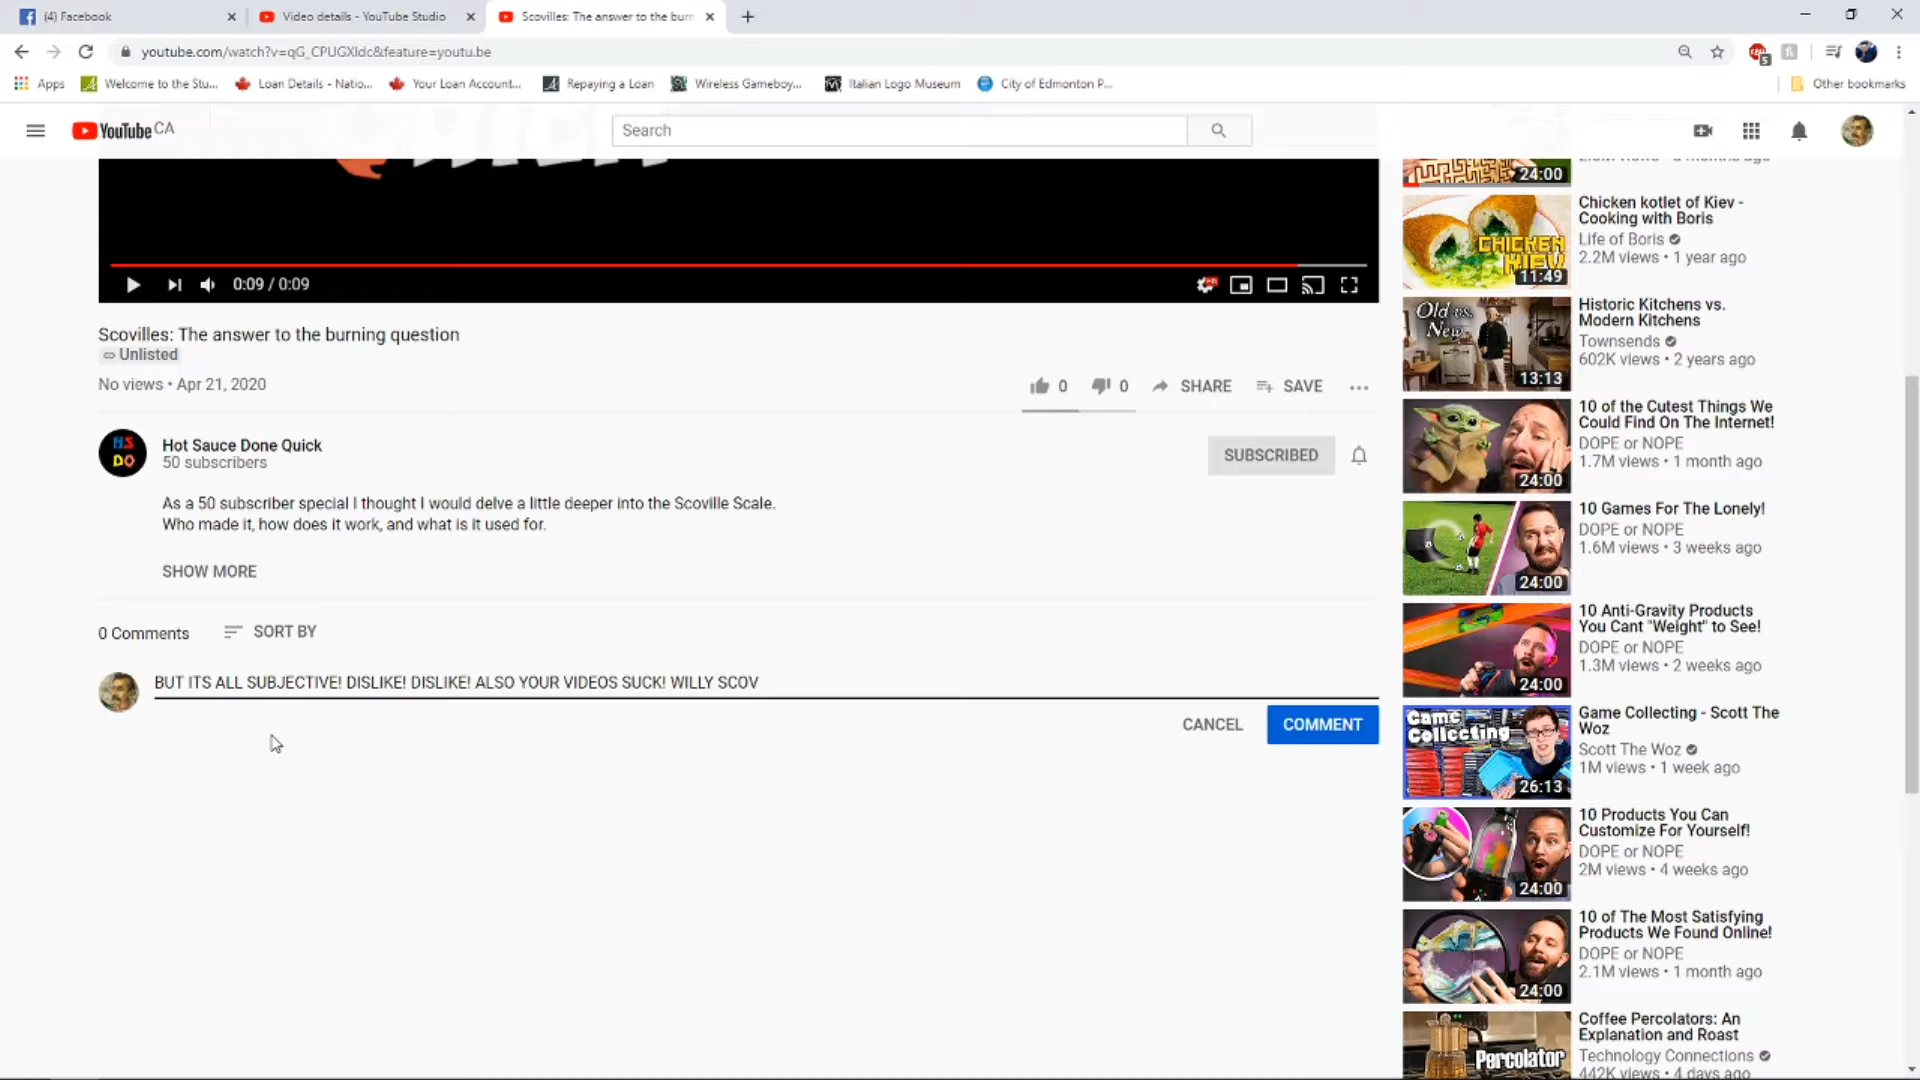 (4) Facebook
Video details - YouTube Studio
Scovilles: The answer to the burn
youtube.com/watch?v=qG_CPUGXldc&feature=youtu.be
5
Apps
Welcome to the Stu...
Loan Details - Natio...
Your Loan Account...
Repaying a Loan
Wireless Gameboy...
Italian Logo Museum
City of Edmonton P...
Other bookmarks
YouTube CA
Search
0:09 / 0:09
Scovilles: The answer to the burning question
Unlisted
No views • Apr 21, 2020
0
0
SHARE
SAVE
HS
DQ
Hot Sauce Done Quick
50 subscribers
SUBSCRIBED
As a 50 subscriber special I thought I would delve a little deeper into the Scoville Scale.
Who made it, how does it work, and what is it used for.
SHOW MORE
0 Comments
SORT BY
BUT ITS ALL SUBJECTIVE! DISLIKE! DISLIKE! ALSO YOUR VIDEOS SUCK! WILLY SCOV
CANCEL
COMMENT
24:00
CHICKEN
KIEV
11:49
Chicken kotlet of Kiev -
Cooking with Boris
Life of Boris
2.2M views • 1 year ago
Old vs.
New
13:13
Historic Kitchens vs.
Modern Kitchens
Townsends
602K views • 2 years ago
24:00
10 of the Cutest Things We
Could Find On The Internet!
DOPE or NOPE
1.7M views • 1 month ago
24:00
10 Games For The Lonely!
DOPE or NOPE
1.6M views • 3 weeks ago
24:00
10 Anti-Gravity Products
You Cant "Weight" to See!
DOPE or NOPE
1.3M views • 2 weeks ago
Game
Collecting
26:13
Game Collecting - Scott The
Woz
Scott The Woz
1M views • 1 week ago
24:00
10 Products You Can
Customize For Yourself!
DOPE or NOPE
2M views • 4 weeks ago
24:00
10 of The Most Satisfying
Products We Found Online!
DOPE or NOPE
2.1M views • 1 month ago
Percolator
Coffee Percolators: An
Explanation and Roast
Technology Connections
442K views • 4 days ago